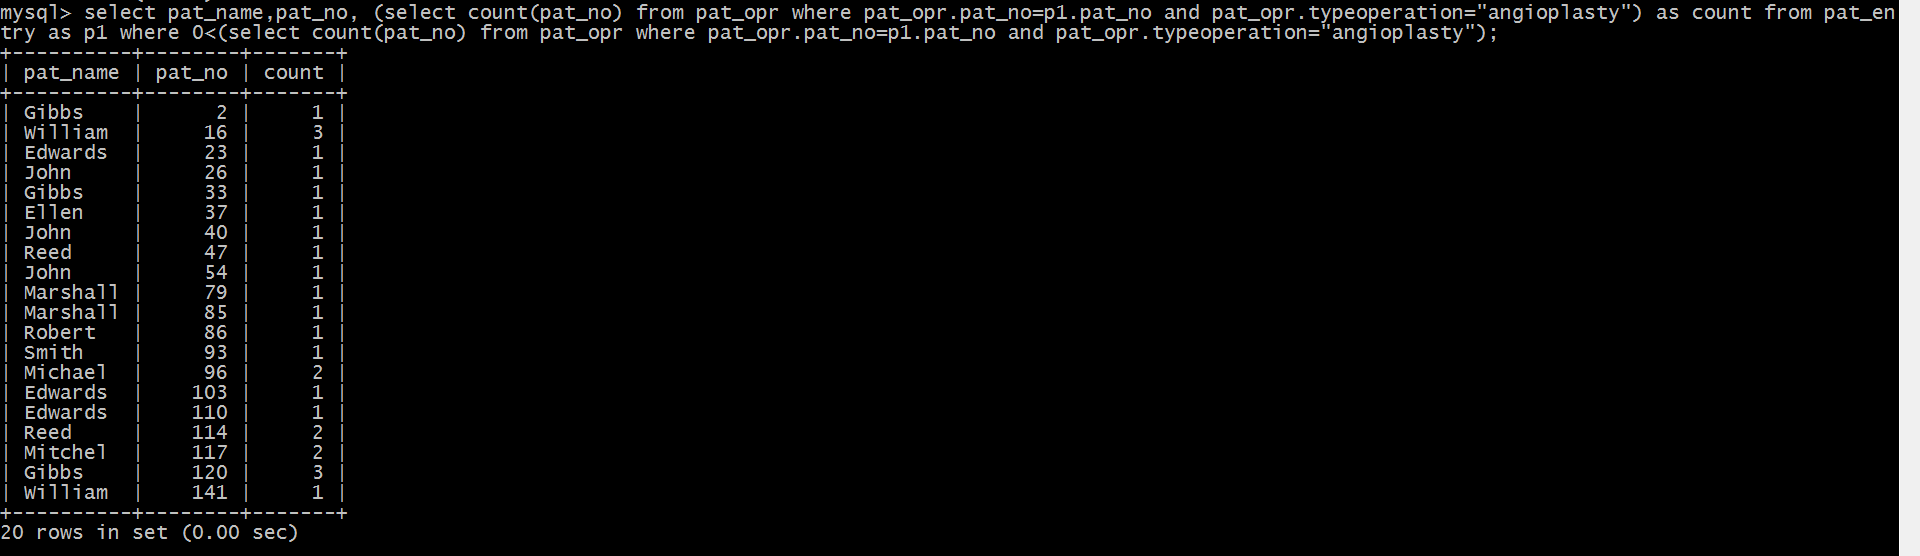 mysql> select pat_name,pat_no, (select count(pat_no) from pat_opr where pat_opr.pat_no=p1.pat_no and pat_opr.typeoperation="angioplasty") as count from pat_en
try as p1 where 0<(select count(pat_no) from pat_opr where pat_opr.pat_no=p1.pat_no and pat_opr.typeoperation="angioplasty");
+----------+--------+-------+
| pat_name | pat_no | count |
+----------+--------+-------+
| Gibbs    |      2 |     1 |
| William  |     16 |     3 |
| Edwards  |     23 |     1 |
| John     |     26 |     1 |
| Gibbs    |     33 |     1 |
| Ellen    |     37 |     1 |
| John     |     40 |     1 |
| Reed     |     47 |     1 |
| John     |     54 |     1 |
| Marshall |     79 |     1 |
| Marshall |     85 |     1 |
| Robert   |     86 |     1 |
| Smith    |     93 |     1 |
| Michael  |     96 |     2 |
| Edwards  |    103 |     1 |
| Edwards  |    110 |     1 |
| Reed     |    114 |     2 |
| Mitchel  |    117 |     2 |
| Gibbs    |    120 |     3 |
| William  |    141 |     1 |
+----------+--------+-------+
20 rows in set (0.00 sec)